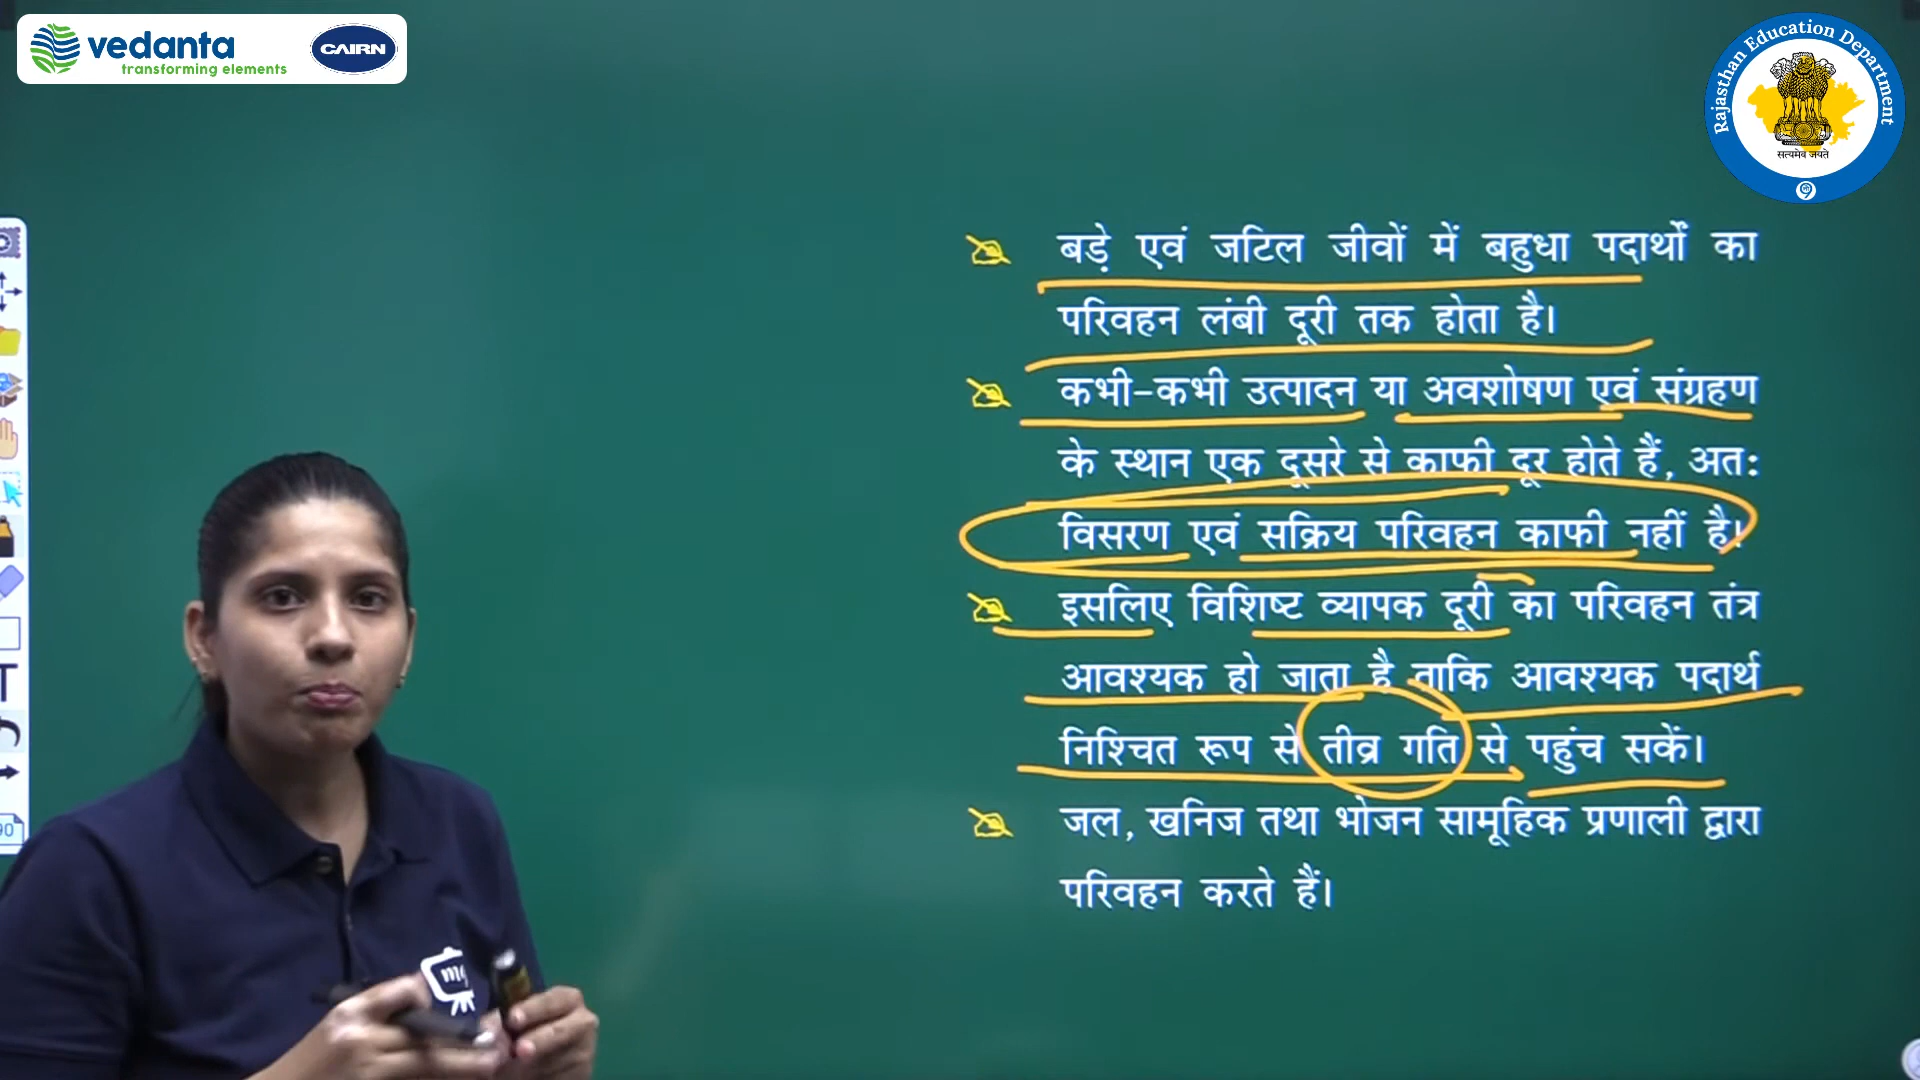 vedanta
transforming elements
CAIRN
Rajasthan Education Department
सत्यमेव जयते
बड़े एवं जटिल जीवों में बहुधा पदार्थों का
परिवहन लंबी दूरी तक होता है।
कभी-कभी उत्पादन या अवशोषण एवं संग्रहण
के स्थान एक दूसरे से काफी दूर होते हैं, अतः
विसरण एवं सक्रिय परिवहन काफी नहीं है।
इसलिए विशिष्ट व्यापक दूरी का परिवहन तंत्र
आवश्यक हो जाता है ताकि आवश्यक पदार्थ
निश्चित रूप से तीव्र गति से पहुंच सकें।
जल, खनिज तथा भोजन सामूहिक प्रणाली द्वारा
परिवहन करते हैं।